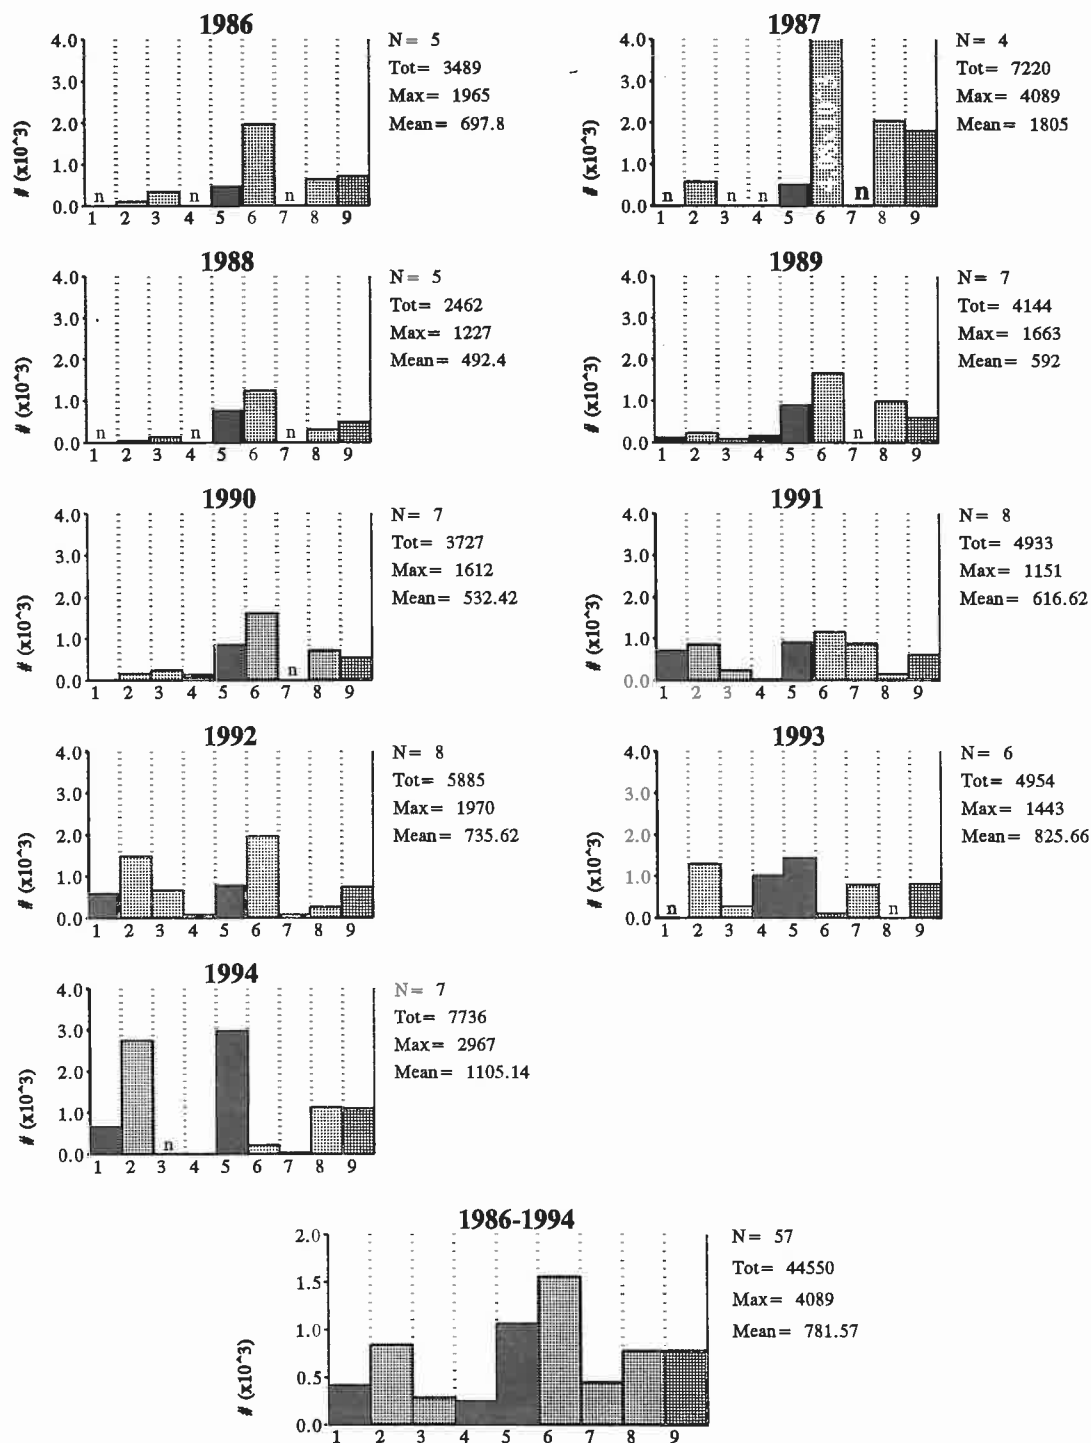 1986
4.0
3.0
2.0
1.0
0.0
# (x10^3)
n n n
1 2 3 4 5 6 7 8 9
N= 5
Tot= 3489
Max= 1965
Mean= 697.8
1987
4.0
3.0
2.0
1.0
0.0
# (x10^3)
n n n n
1 2 3 4 5 6 7 8 9
N= 4
Tot= 7220
Max= 4089
Mean= 1805
1988
4.0
3.0
2.0
1.0
0.0
# (x10^3)
n n n
1 2 3 4 5 6 7 8 9
N= 5
Tot= 2462
Max= 1227
Mean= 492.4
1989
4.0
3.0
2.0
1.0
0.0
# (x10^3)
n
1 2 3 4 5 6 7 8 9
N= 7
Tot= 4144
Max= 1663
Mean= 592
1990
4.0
3.0
2.0
1.0
0.0
# (x10^3)
n
1 2 3 4 5 6 7 8 9
N= 7
Tot= 3727
Max= 1612
Mean= 532.42
1991
4.0
3.0
2.0
1.0
0.0
# (x10^3)
1 2 3 4 5 6 7 8 9
N= 8
Tot= 4933
Max= 1151
Mean= 616.62
1992
4.0
3.0
2.0
1.0
0.0
# (x10^3)
1 2 3 4 5 6 7 8 9
N= 8
Tot= 5885
Max= 1970
Mean= 735.62
1993
4.0
3.0
2.0
1.0
0.0
# (x10^3)
n n
1 2 3 4 5 6 7 8 9
N= 6
Tot= 4954
Max= 1443
Mean= 825.66
1994
4.0
3.0
2.0
1.0
0.0
# (x10^3)
n
1 2 3 4 5 6 7 8 9
N= 7
Tot= 7736
Max= 2967
Mean= 1105.14
1986-1994
2.0
1.5
1.0
0.5
0.0
# (x10^3)
1 2 3 4 5 6 7 8 9
N= 57
Tot= 44550
Max= 4089
Mean= 781.57